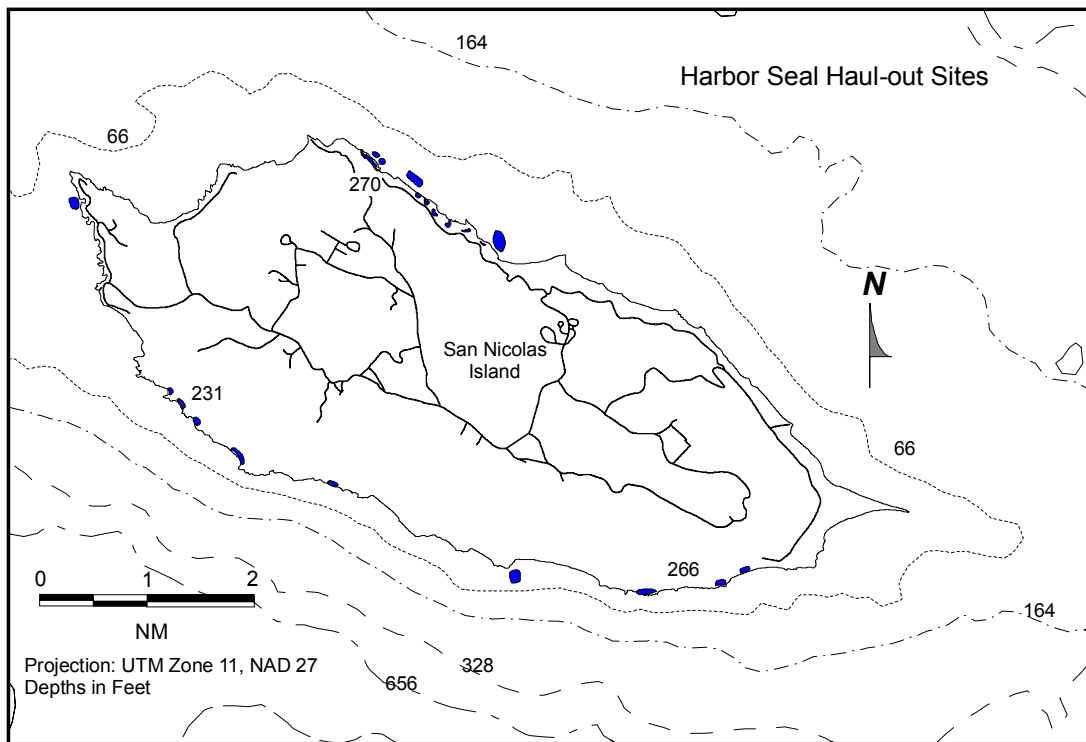 164
Harbor Seal Haul-out Sites
66
270
N
San Nicolas
Island
231
66
266
0 1 2
NM
164
Projection: UTM Zone 11, NAD 27
328
Depths in Feet
656